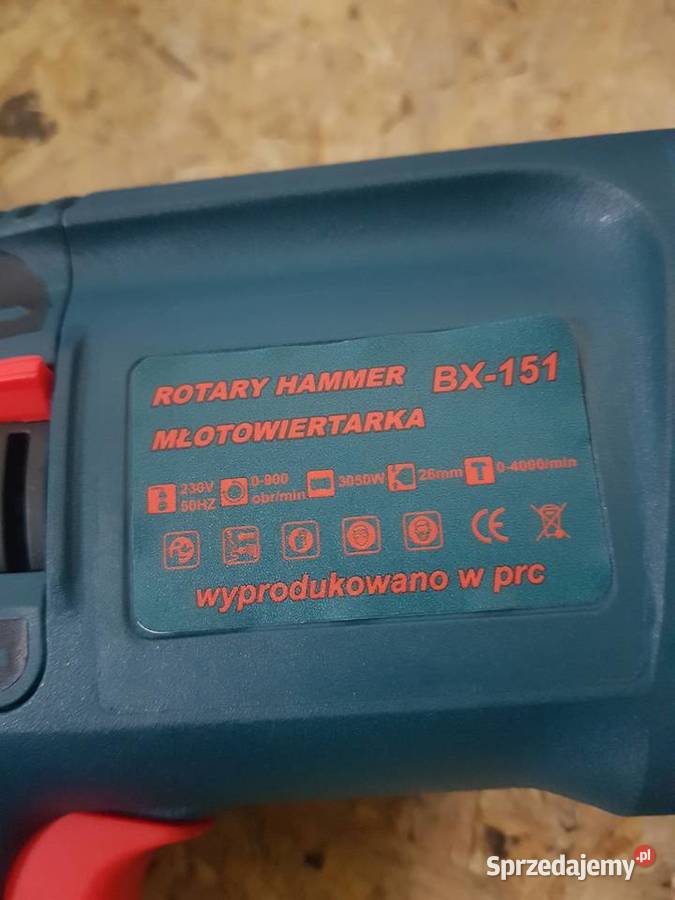 ROTARY HAMMER BX-151
MŁOTOWIERTARKA
230V 0-900 3050W 26mm 0-4000/min
50HZ obr/min
CE
wyprodukowano w prc
Sprzedajemy.pl